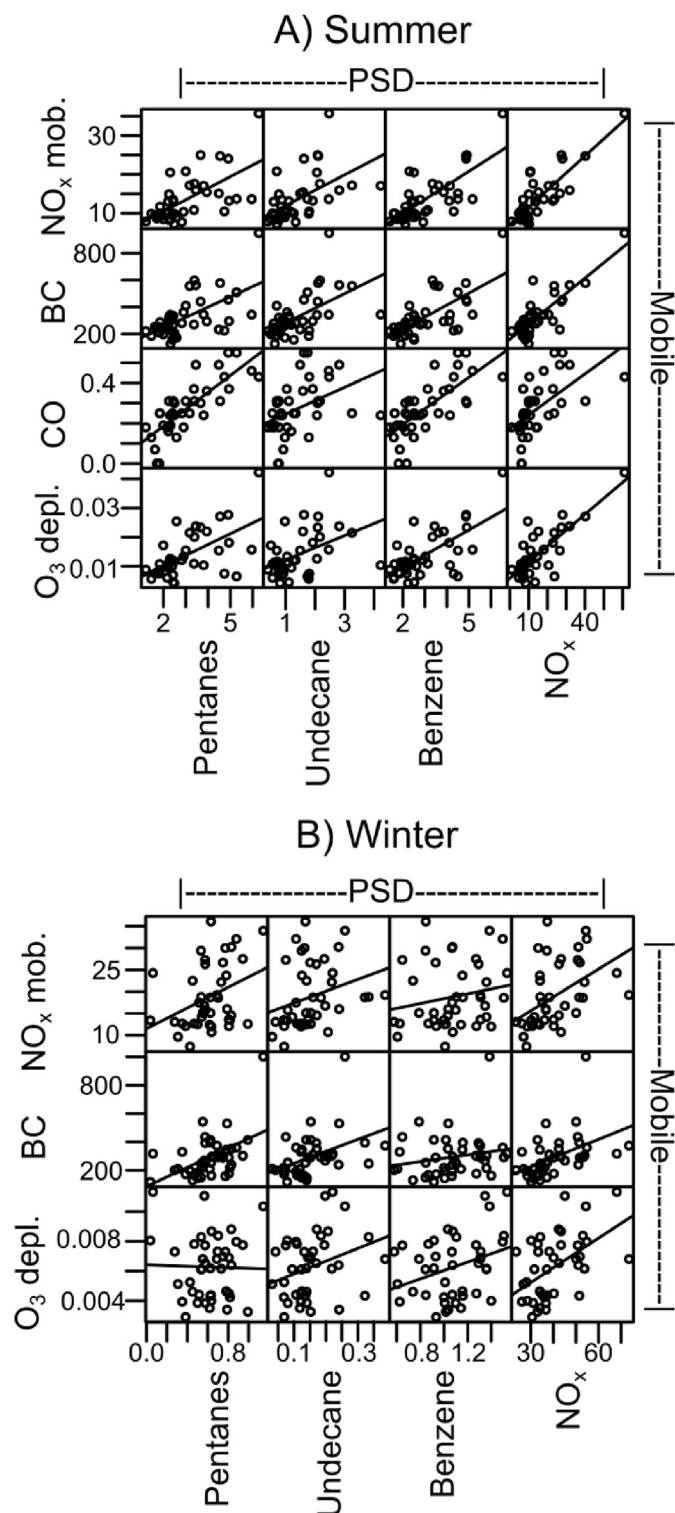 A) Summer
|--------------------PSD--------------------|
NOₓ mob.
30
10
BC
800
200
CO
0.4
0.0
O₃ depl.
0.03
0.01
|----------Mobile----------|
2 5 1 3 2 5 10 40
Pentanes
Undecane
Benzene
NOₓ
B) Winter
|--------------------PSD--------------------|
NOₓ mob.
25
10
BC
800
200
O₃ depl.
0.008
0.004
|----------Mobile----------|
0.0 0.8 0.1 0.3 0.8 1.2 30 60
Pentanes
Undecane
Benzene
NOₓ